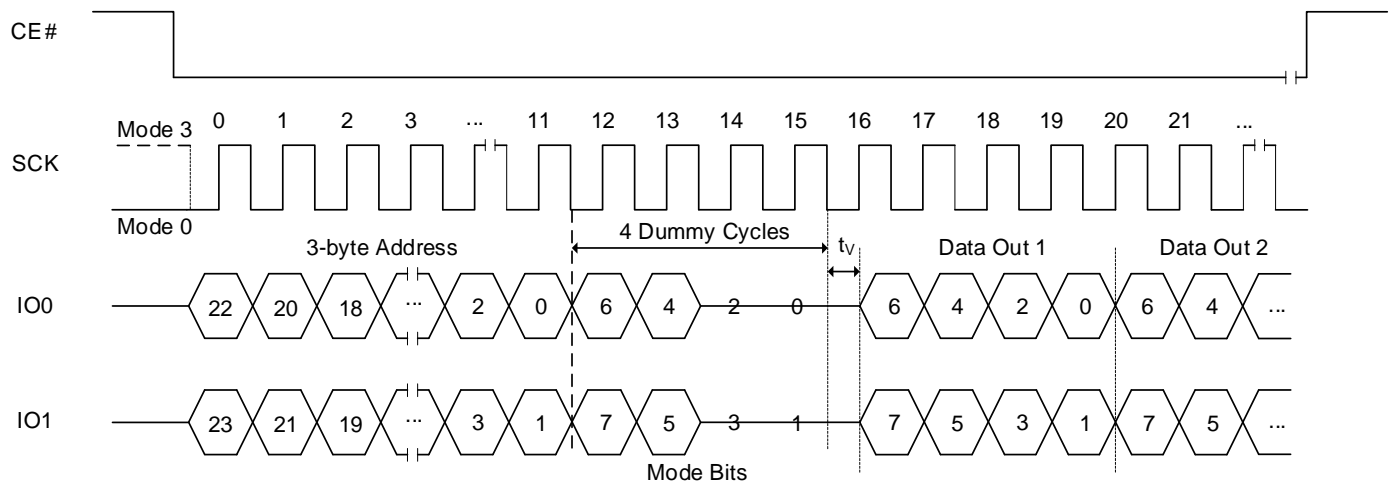 CE#
Mode 3
0 1 2 3 ... 11 12 13 14 15 16 17 18 19 20 21 ...
SCK
Mode 0
3-byte Address 4 Dummy Cycles tV Data Out 1 Data Out 2
IO0 22 20 18 ... 2 0 6 4 2 0 6 4 2 0 6 4 ...
IO1 23 21 19 ... 3 1 7 5 3 1 7 5 3 1 7 5 ...
Mode Bits